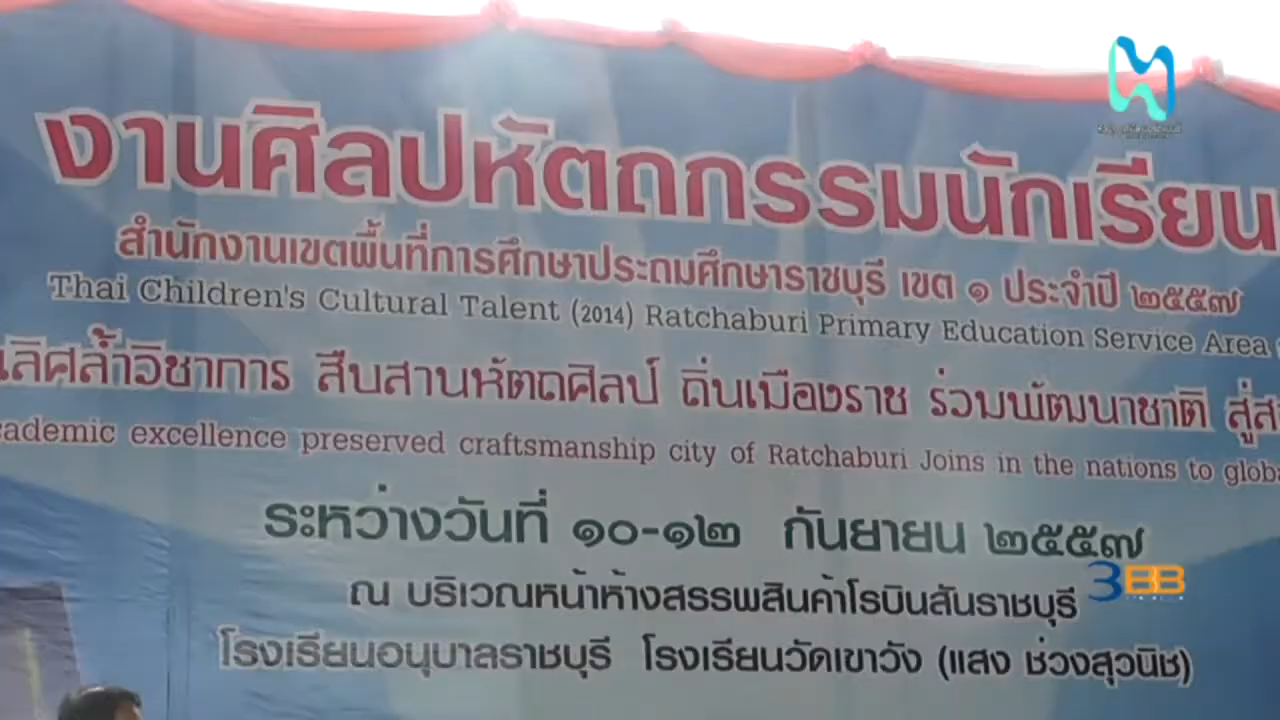 งานศิลปหัตถกรรมนักเรียน
สำนักงานเขตพื้นที่การศึกษาประถมศึกษาราชบุรี เขต ๑ ประจำปี ๒๕๕๗
Thai Children's Cultural Talent (2014) Ratchaburi Primary Education Service Area
เลิศล้ำวิชาการ สืบสานหัตถศิลป์ ถิ่นเมืองราช ร่วมพัฒนาชาติ
excellence preserved craftsmanship city of Ratchaburi Joins in the nations to
ระหว่างวันที่ ๑๐-๑๒ กันยายน ๒๕๕๗
3BB
ณ บริเวณหน้าห้างสรรพสินค้าโรบินสันราชบุรี
โรงเรียนอนุบาลราชบุรี โรงเรียนวัดเขาวัง (แสง ช่วงสุวนิช)